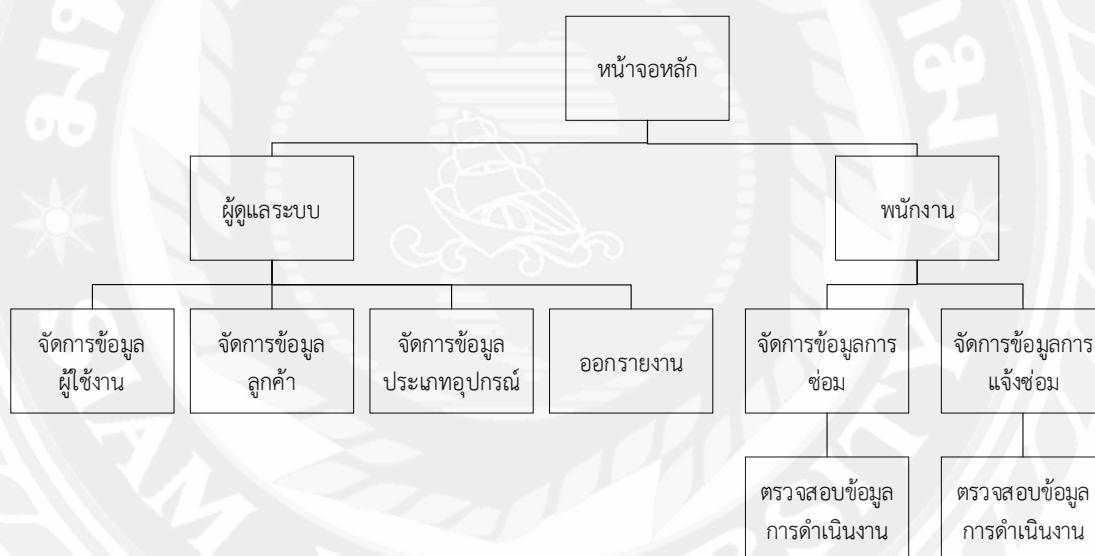 หน้าจอหลัก
ผู้ดูแลระบบ
พนักงาน
จัดการข้อมูล
ผู้ใช้งาน
จัดการข้อมูล
ลูกค้า
จัดการข้อมูล
ประเภทอุปกรณ์
ออกรายงาน
จัดการข้อมูลการ
ซ่อม
จัดการข้อมูลการ
แจ้งซ่อม
ตรวจสอบข้อมูล
การดำเนินงาน
ตรวจสอบข้อมูล
การดำเนินงาน